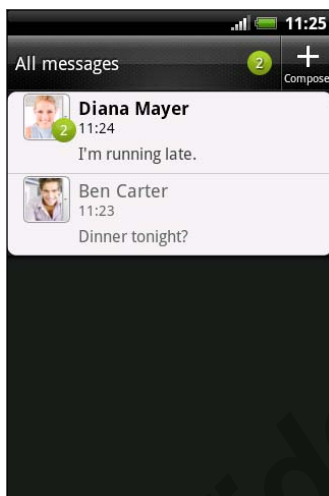 11:25
All messages
2
Compose
Diana Mayer
2
11:24
I'm running late.
Ben Carter
11:23
Dinner tonight?